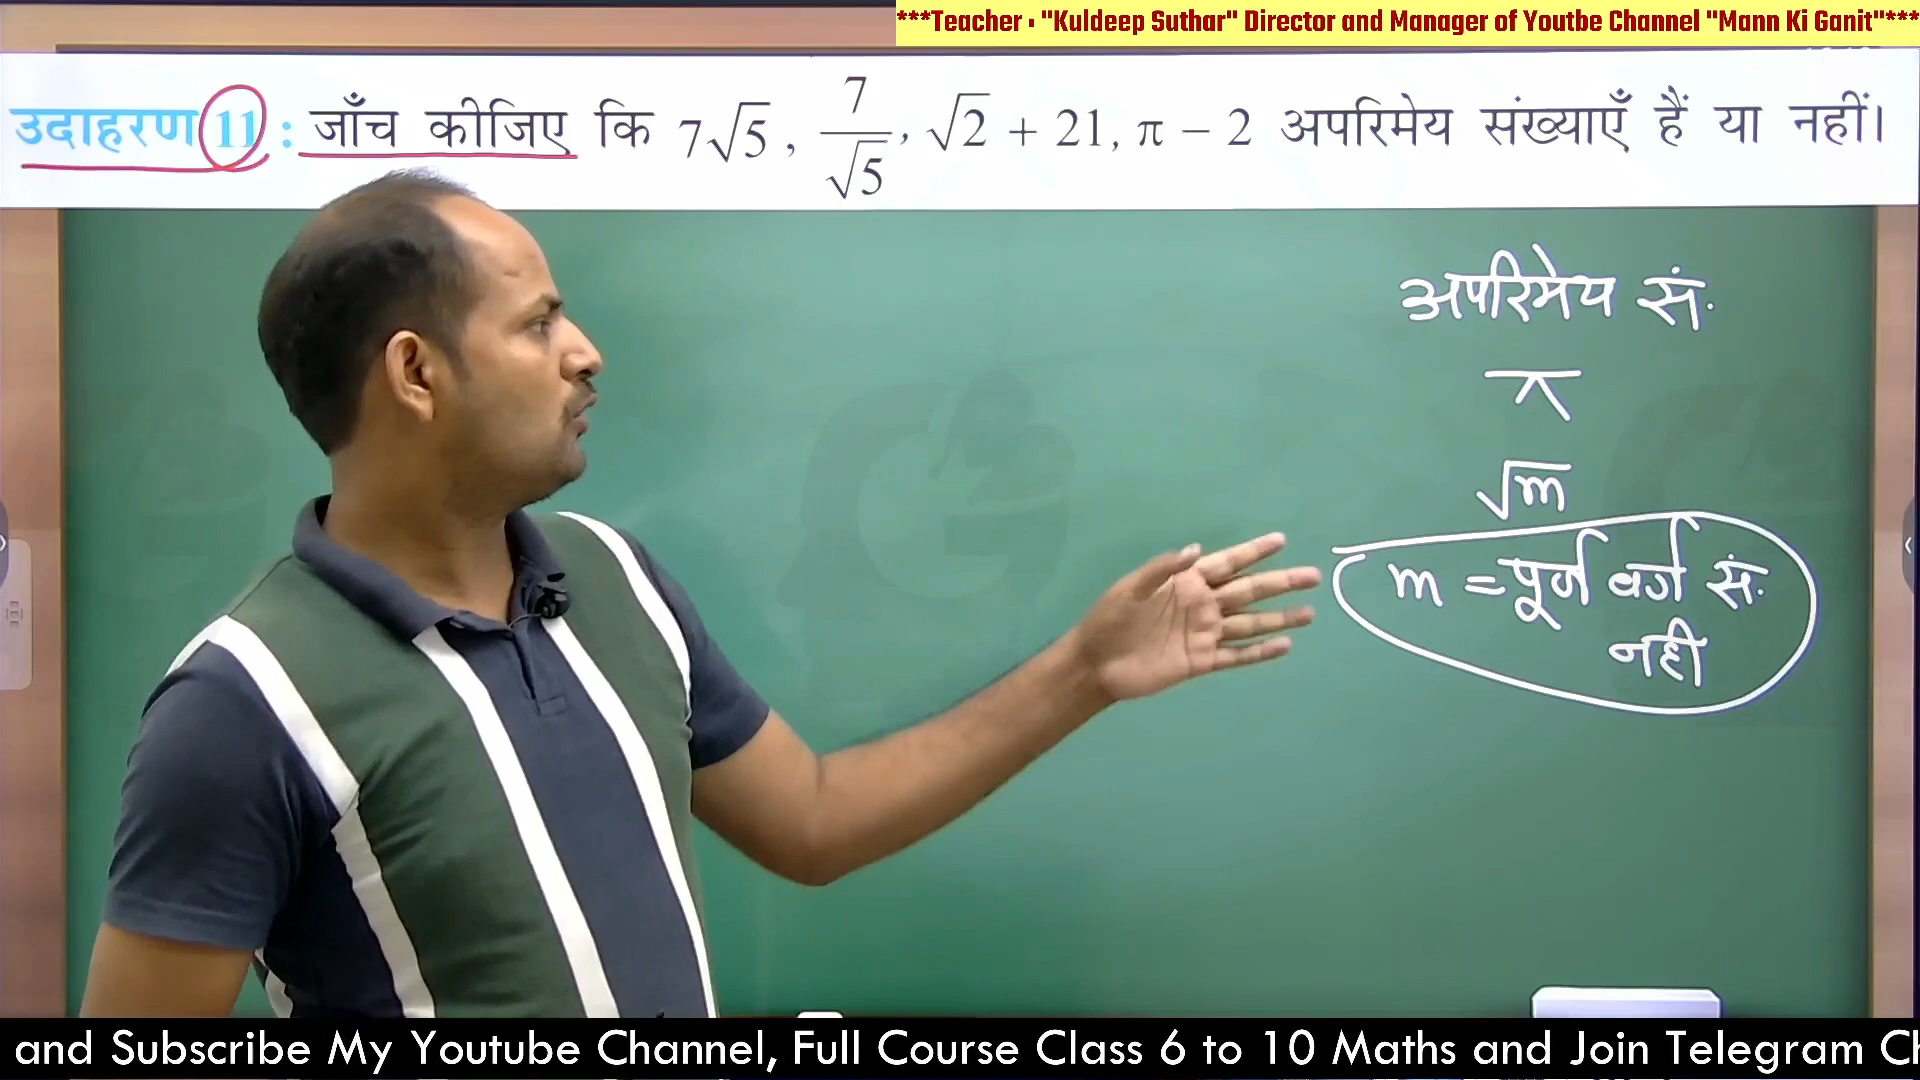 ***Teacher : "Kuldeep Suthar" Director and Manager of Youtbe Channel "Mann Ki Ganit"***
उदाहरण 11 : जाँच कीजिए कि 7√5, 7/√5, √2 + 21, π − 2 अपरिमेय संख्याएँ हैं या नहीं।
अपरिमेय सं.
π
√m
m = पूर्ण वर्ग सं.
नही
and Subscribe My Youtube Channel, Full Course Class 6 to 10 Maths and Join Telegram Ch